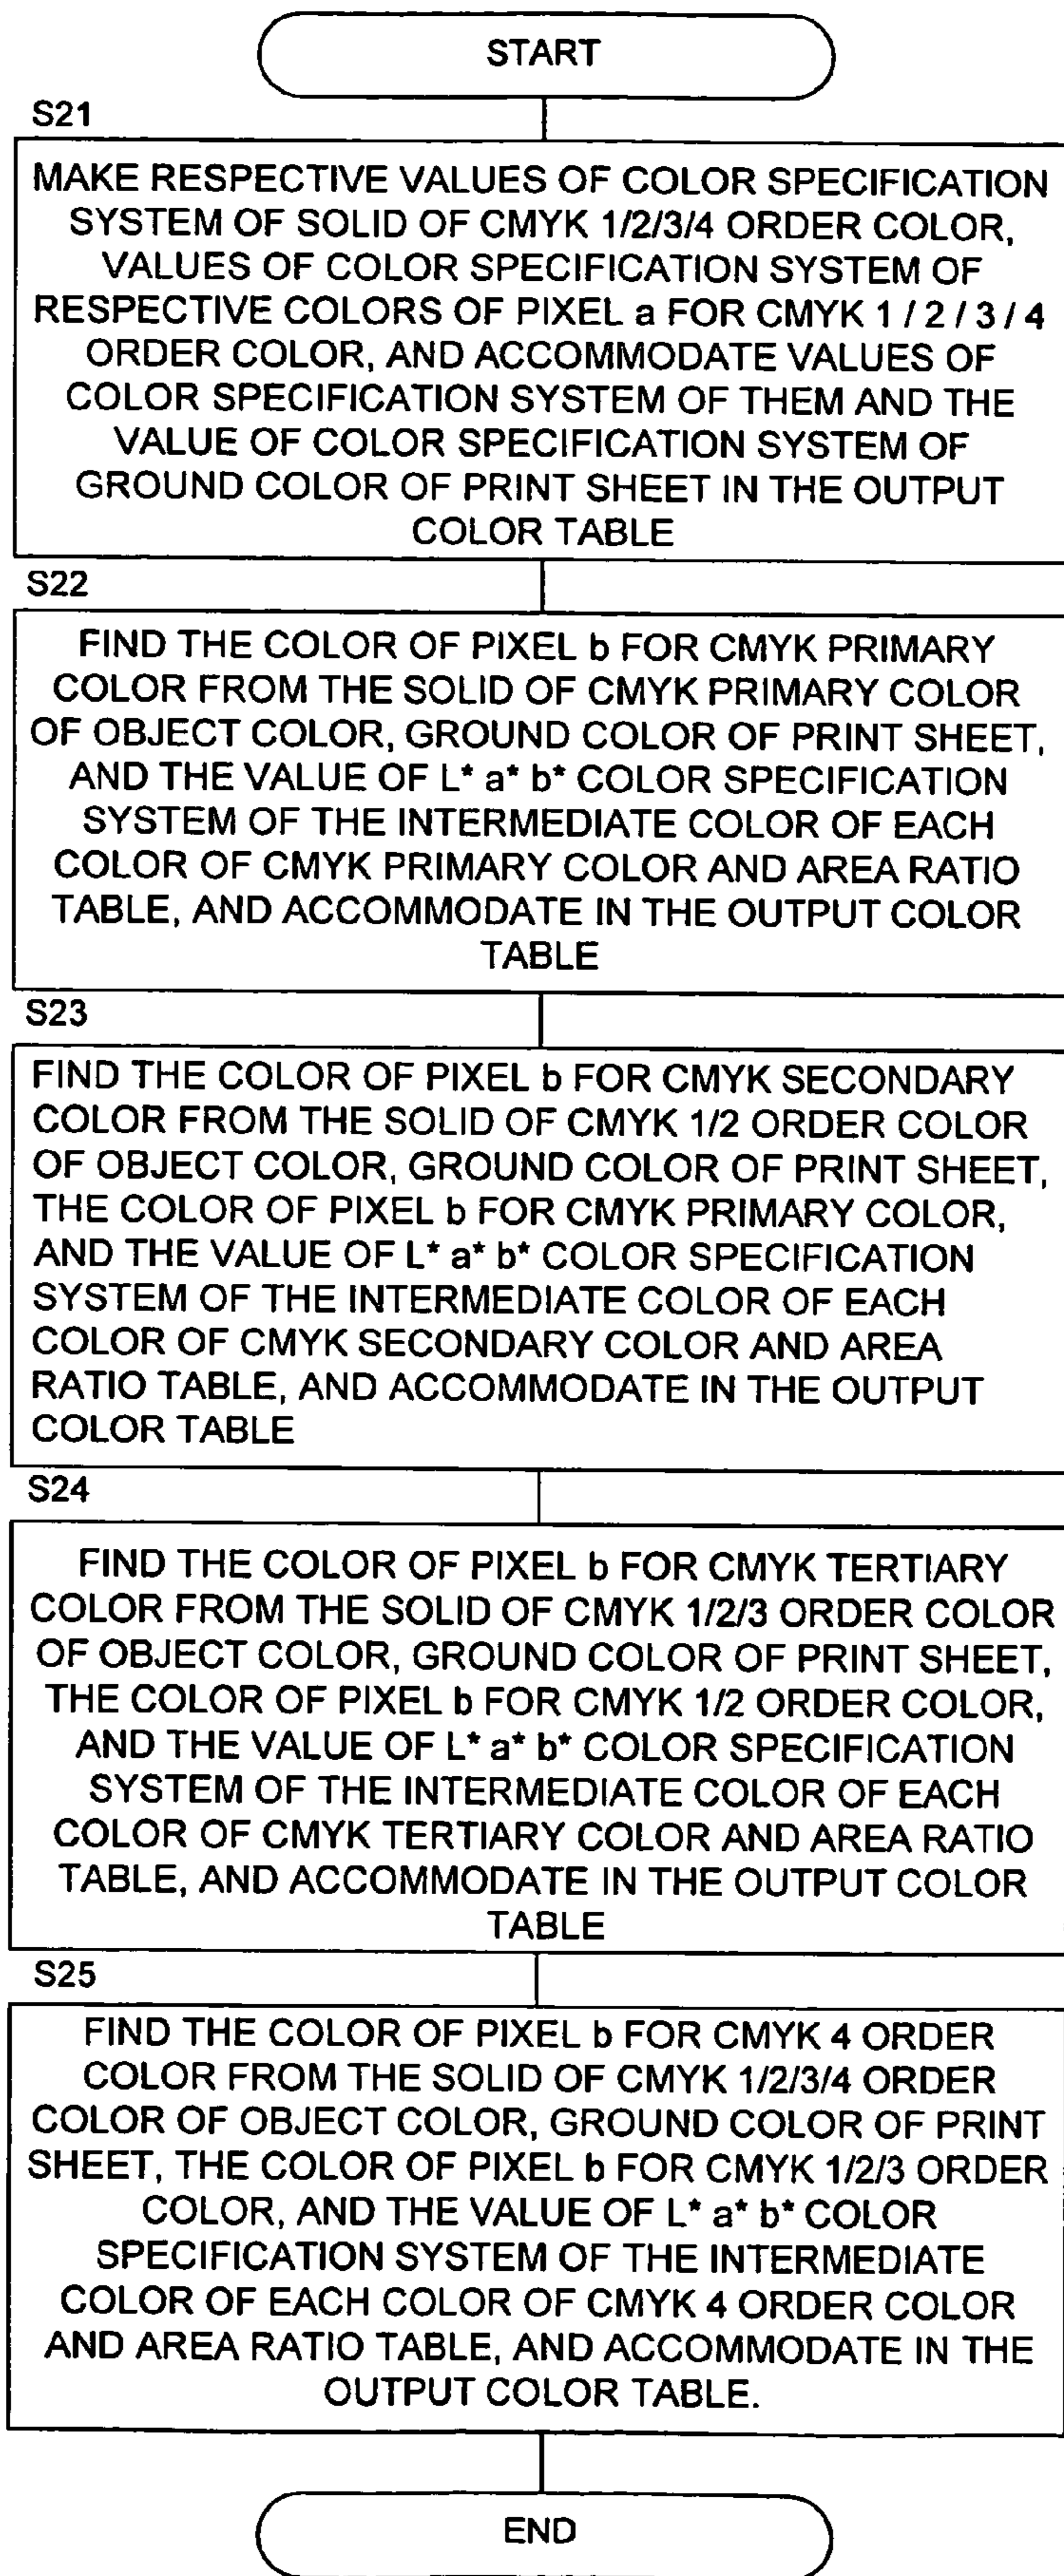 START
S21
MAKE RESPECTIVE VALUES OF COLOR SPECIFICATION
SYSTEM OF SOLID OF CMYK 1/2/3/4 ORDER COLOR,
VALUES OF COLOR SPECIFICATION SYSTEM OF
RESPECTIVE COLORS OF PIXEL a FOR CMYK 1 / 2 / 3 / 4
ORDER COLOR, AND ACCOMMODATE VALUES OF
COLOR SPECIFICATION SYSTEM OF THEM AND THE
VALUE OF COLOR SPECIFICATION SYSTEM OF
GROUND COLOR OF PRINT SHEET IN THE OUTPUT
COLOR TABLE
S22
FIND THE COLOR OF PIXEL b FOR CMYK PRIMARY
COLOR FROM THE SOLID OF CMYK PRIMARY COLOR
OF OBJECT COLOR, GROUND COLOR OF PRINT SHEET,
AND THE VALUE OF L* a* b* COLOR SPECIFICATION
SYSTEM OF THE INTERMEDIATE COLOR OF EACH
COLOR OF CMYK PRIMARY COLOR AND AREA RATIO
TABLE, AND ACCOMMODATE IN THE OUTPUT COLOR
TABLE
S23
FIND THE COLOR OF PIXEL b FOR CMYK SECONDARY
COLOR FROM THE SOLID OF CMYK 1/2 ORDER COLOR
OF OBJECT COLOR, GROUND COLOR OF PRINT SHEET,
THE COLOR OF PIXEL b FOR CMYK PRIMARY COLOR,
AND THE VALUE OF L* a* b* COLOR SPECIFICATION
SYSTEM OF THE INTERMEDIATE COLOR OF EACH
COLOR OF CMYK SECONDARY COLOR AND AREA
RATIO TABLE, AND ACCOMMODATE IN THE OUTPUT
COLOR TABLE
S24
FIND THE COLOR OF PIXEL b FOR CMYK TERTIARY
COLOR FROM THE SOLID OF CMYK 1/2/3 ORDER COLOR
OF OBJECT COLOR, GROUND COLOR OF PRINT SHEET,
THE COLOR OF PIXEL b FOR CMYK 1/2 ORDER COLOR,
AND THE VALUE OF L* a* b* COLOR SPECIFICATION
SYSTEM OF THE INTERMEDIATE COLOR OF EACH
COLOR OF CMYK TERTIARY COLOR AND AREA RATIO
TABLE, AND ACCOMMODATE IN THE OUTPUT COLOR
TABLE
S25
FIND THE COLOR OF PIXEL b FOR CMYK 4 ORDER
COLOR FROM THE SOLID OF CMYK 1/2/3/4 ORDER
COLOR OF OBJECT COLOR, GROUND COLOR OF PRINT
SHEET, THE COLOR OF PIXEL b FOR CMYK 1/2/3 ORDER
COLOR, AND THE VALUE OF L* a* b* COLOR
SPECIFICATION SYSTEM OF THE INTERMEDIATE
COLOR OF EACH COLOR OF CMYK 4 ORDER COLOR
AND AREA RATIO TABLE, AND ACCOMMODATE IN THE
OUTPUT COLOR TABLE.
END